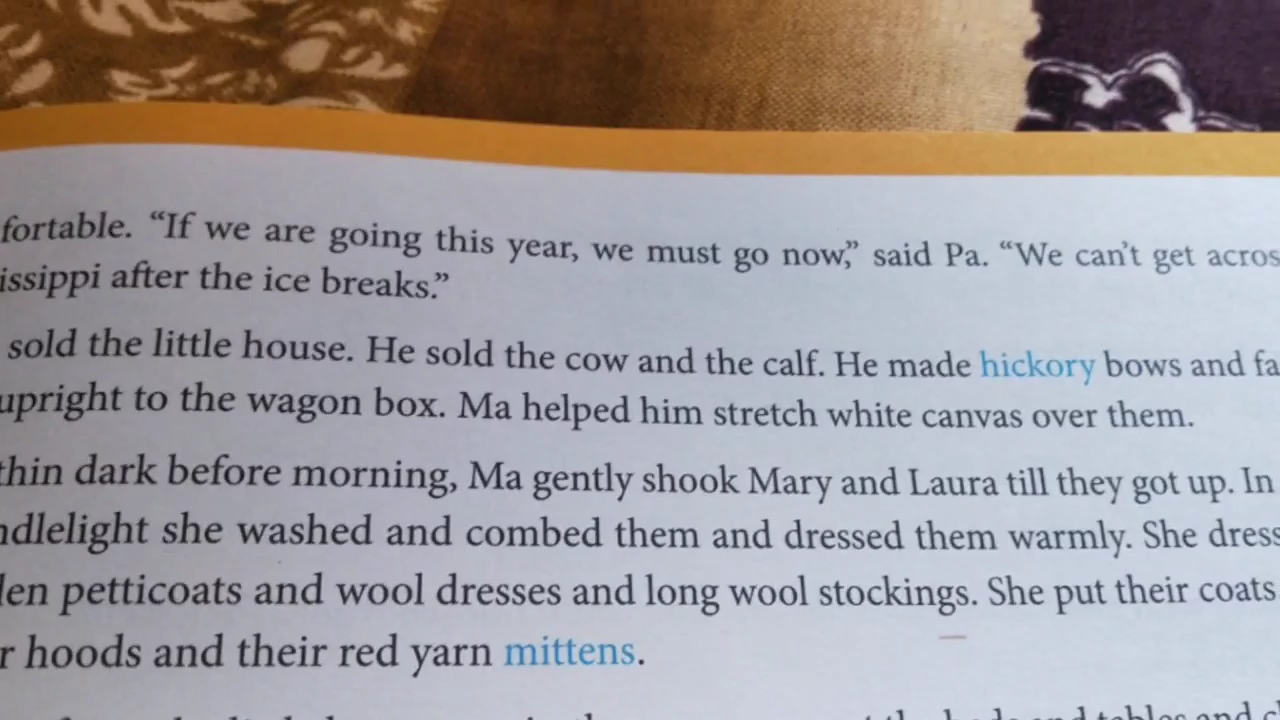 fortable. “If we are going this year, we must go now,” said Pa. “We can’t get acros
issippi after the ice breaks.”
sold the little house. He sold the cow and the calf. He made hickory bows and fa
upright to the wagon box. Ma helped him stretch white canvas over them.
thin dark before morning, Ma gently shook Mary and Laura till they got up. In
ndlelight she washed and combed them and dressed them warmly. She dress
len petticoats and wool dresses and long wool stockings. She put their coats
r hoods and their red yarn mittens.